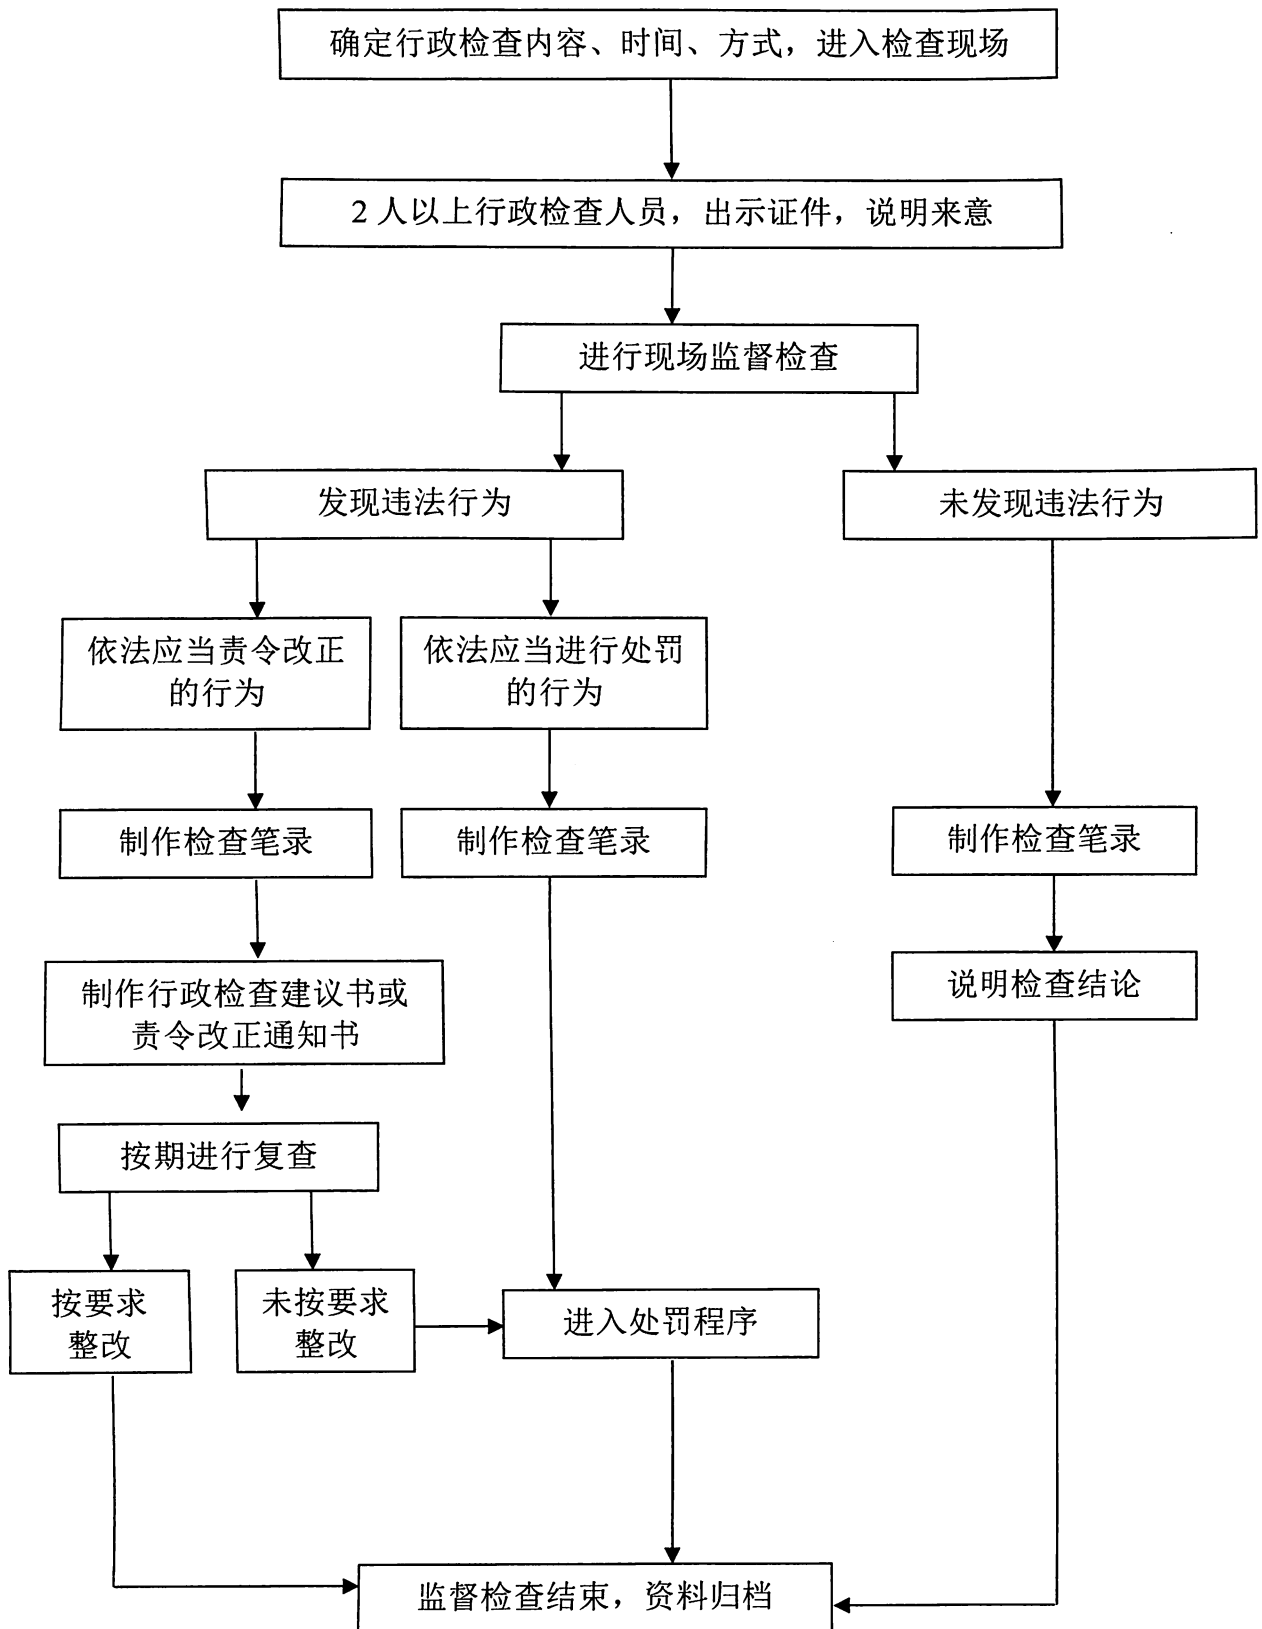 确定行政检查内容、时间、方式，进入检查现场
2 人以上行政检查人员，出示证件，说明来意
进行现场监督检查
发现违法行为
未发现违法行为
依法应当责令改正
的行为
依法应当进行处罚
的行为
制作检查笔录
制作检查笔录
制作检查笔录
制作行政检查建议书或
责令改正通知书
说明检查结论
按期进行复查
按要求
整改
未按要求
整改
进入处罚程序
监督检查结束，资料归档